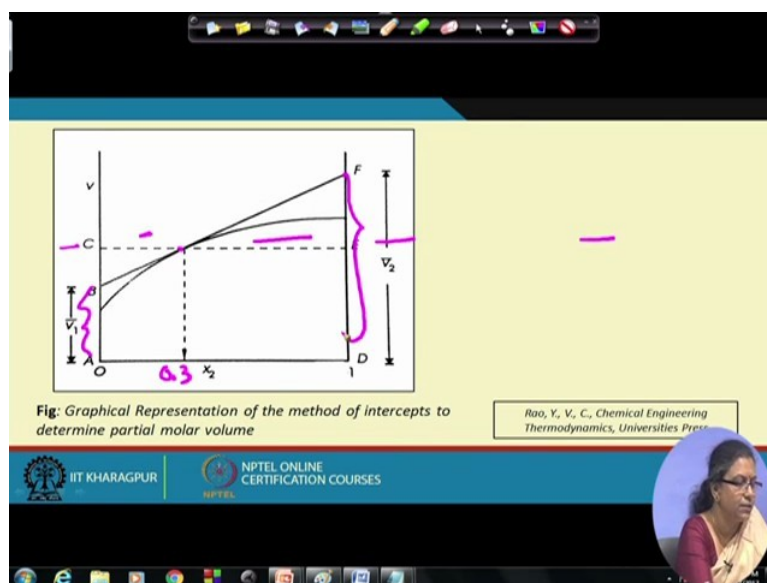 V
F
C
V̅₂
B
V̅₁
A
D
0
0.3
x₂
1
Fig: Graphical Representation of the method of intercepts to
determine partial molar volume
Rao, Y., V., C., Chemical Engineering
Thermodynamics, Universities Press
IIT KHARAGPUR
NPTEL
NPTEL ONLINE
CERTIFICATION COURSES